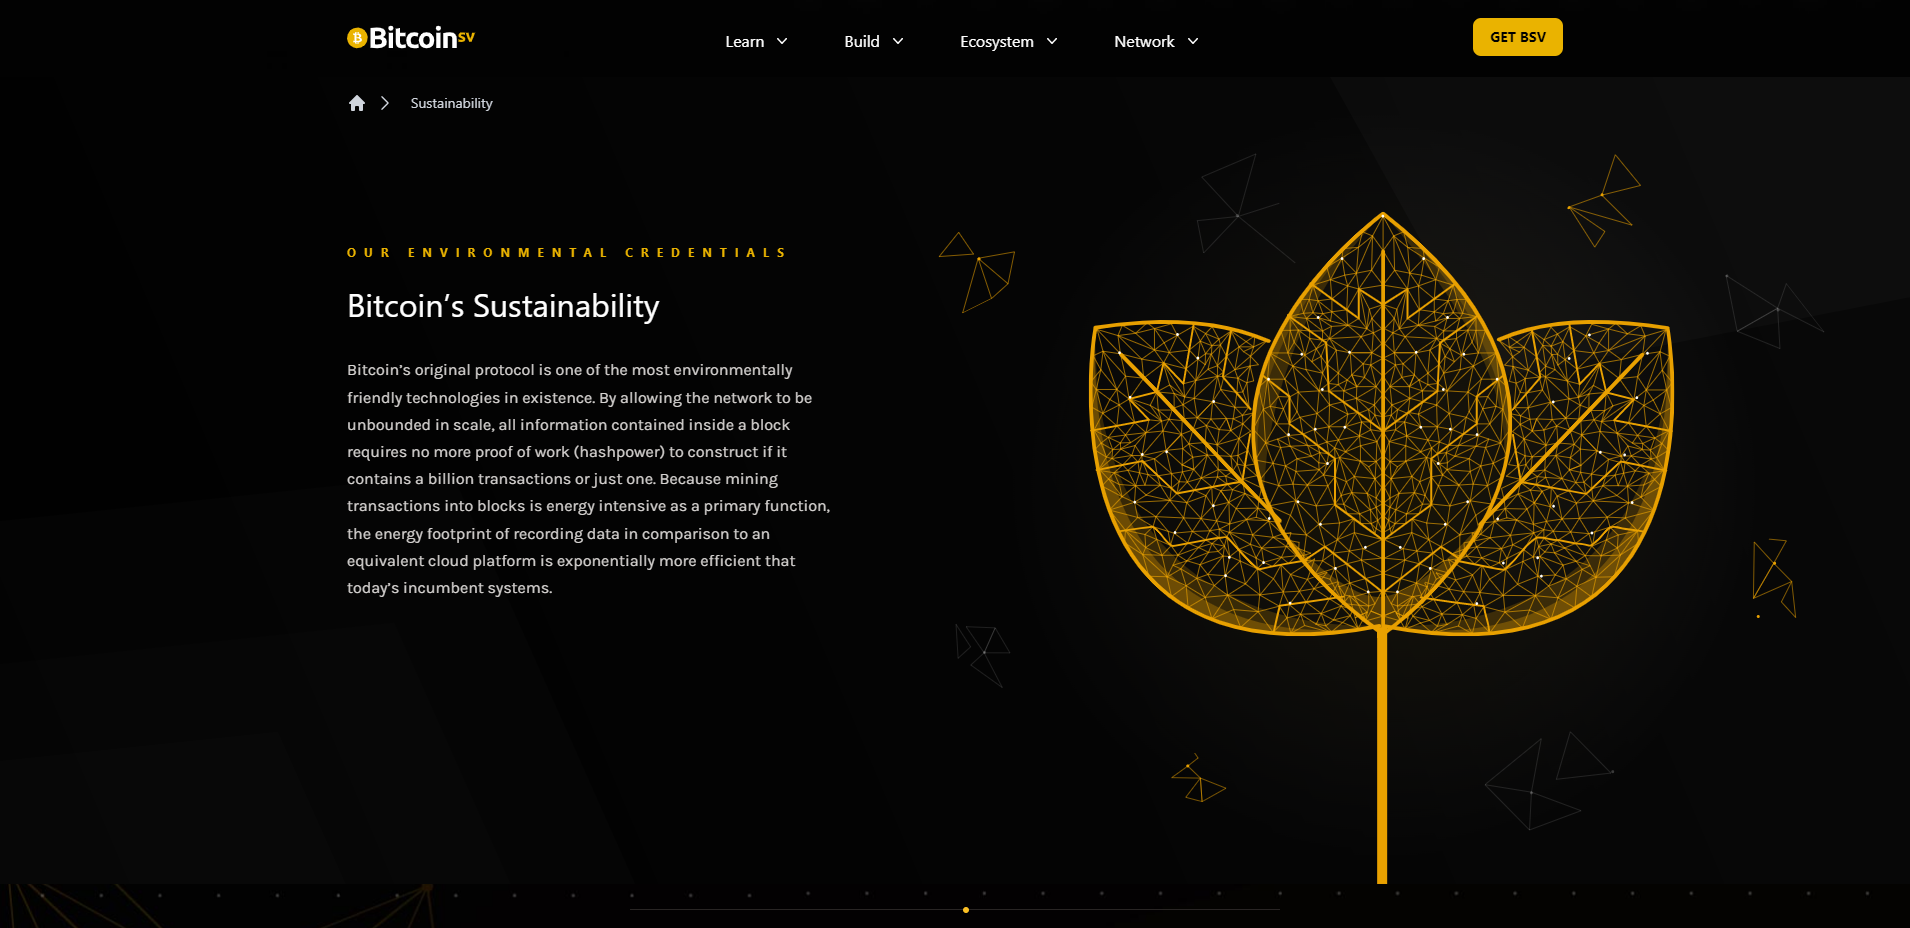 Bitcoin SV
Learn
Build
Ecosystem
Network
GET BSV
Sustainability
OUR ENVIRONMENTAL CREDENTIALS
Bitcoin’s Sustainability
Bitcoin’s original protocol is one of the most environmentally
friendly technologies in existence. By allowing the network to be
unbounded in scale, all information contained inside a block
requires no more proof of work (hashpower) to construct if it
contains a billion transactions or just one. Because mining
transactions into blocks is energy intensive as a primary function,
the energy footprint of recording data in comparison to an
equivalent cloud platform is exponentially more efficient that
today’s incumbent systems.